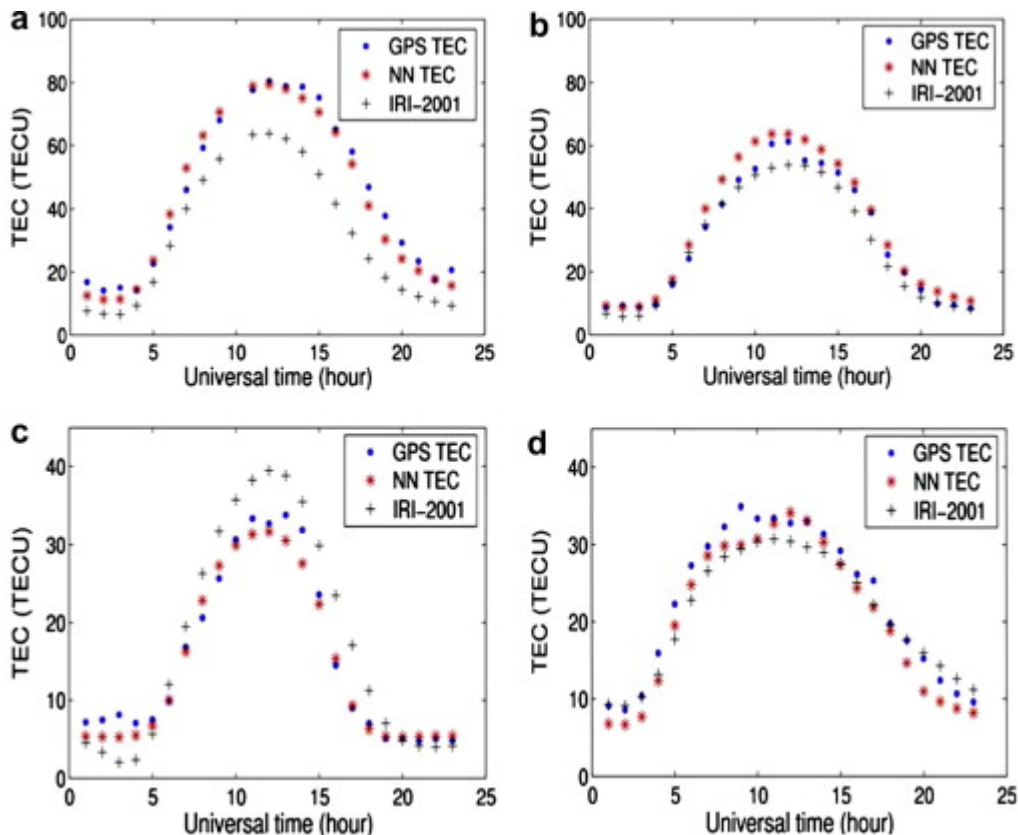 a
100
80
60
40
20
0
TEC (TECU)
GPS TEC
NN TEC
IRI-2001
0 5 10 15 20 25
Universal time (hour)
b
100
80
60
40
20
0
TEC (TECU)
GPS TEC
NN TEC
IRI-2001
0 5 10 15 20 25
Universal time (hour)
c
40
30
20
10
0
TEC (TECU)
GPS TEC
NN TEC
IRI-2001
0 5 10 15 20 25
Universal time (hour)
d
40
30
20
10
0
TEC (TECU)
GPS TEC
NN TEC
IRI-2001
0 5 10 15 20 25
Universal time (hour)